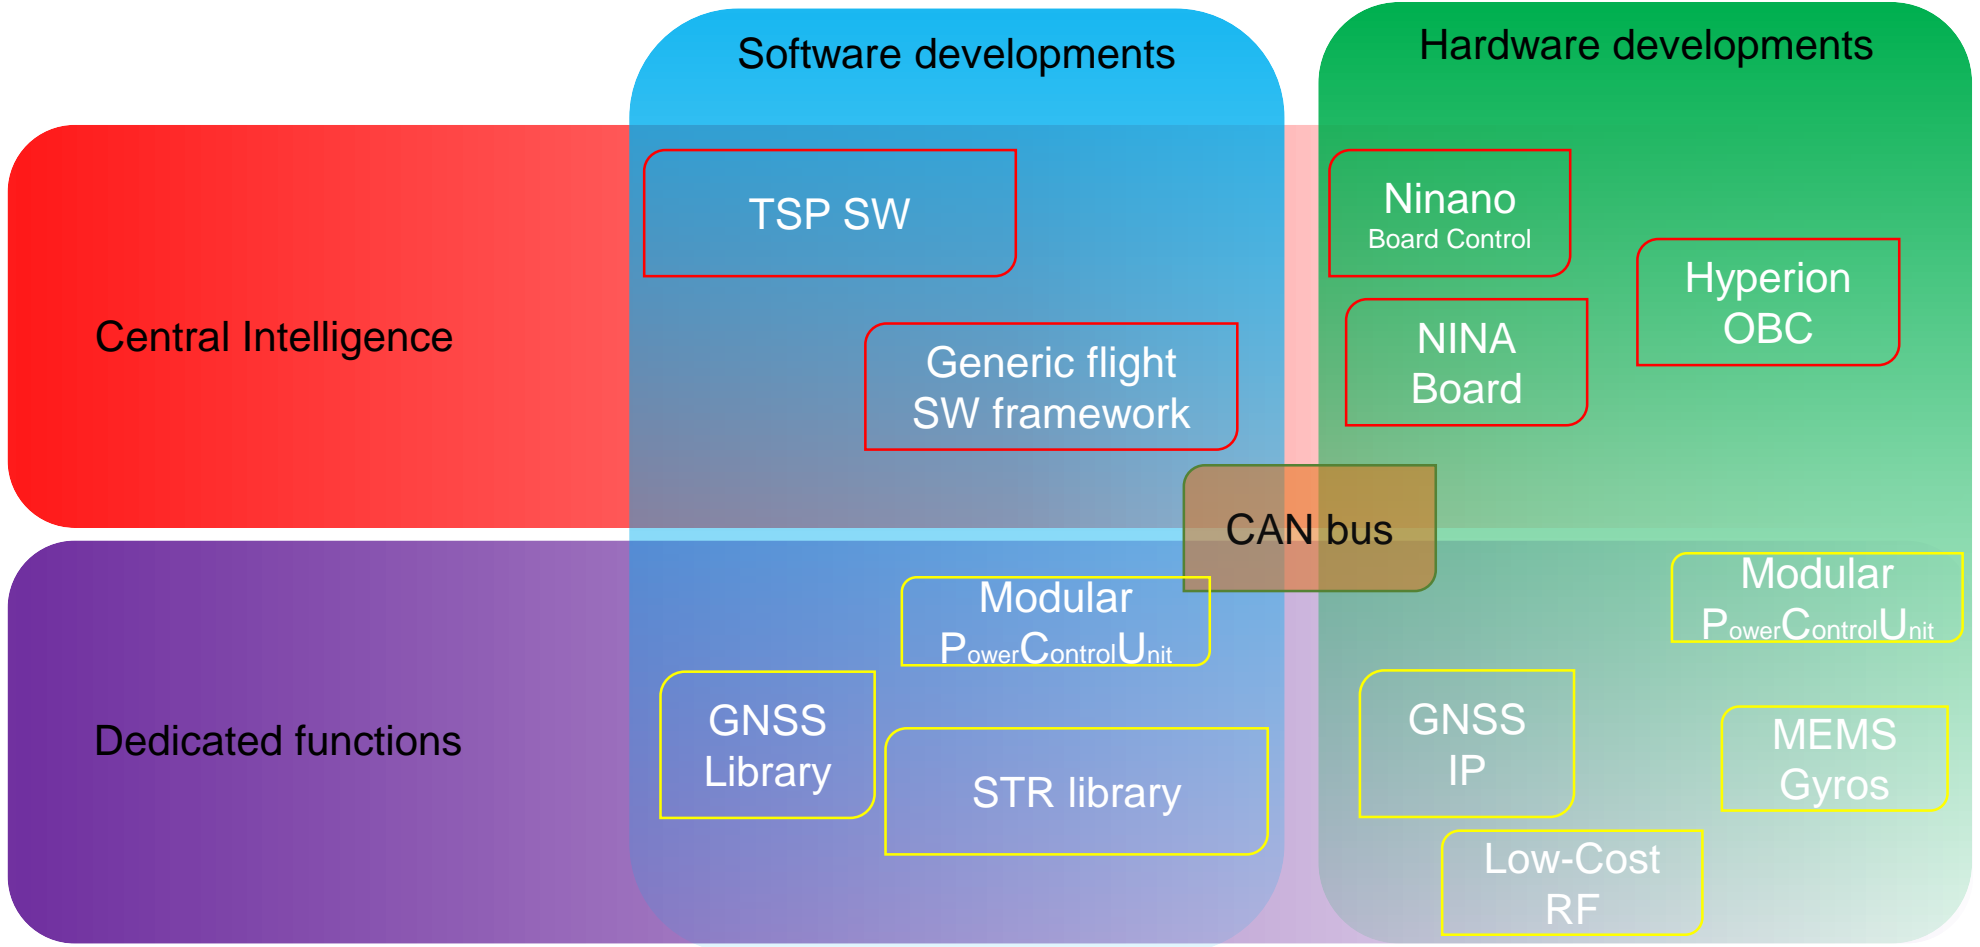 Software developments
Hardware developments
Central Intelligence
TSP SW
Generic flight
SW framework
Ninano
Board Control
NINA
Board
Hyperion
OBC
CAN bus
Dedicated functions
Modular
PowerControlUnit
GNSS
Library
STR library
Modular
PowerControlUnit
GNSS
IP
MEMS
Gyros
Low-Cost
RF